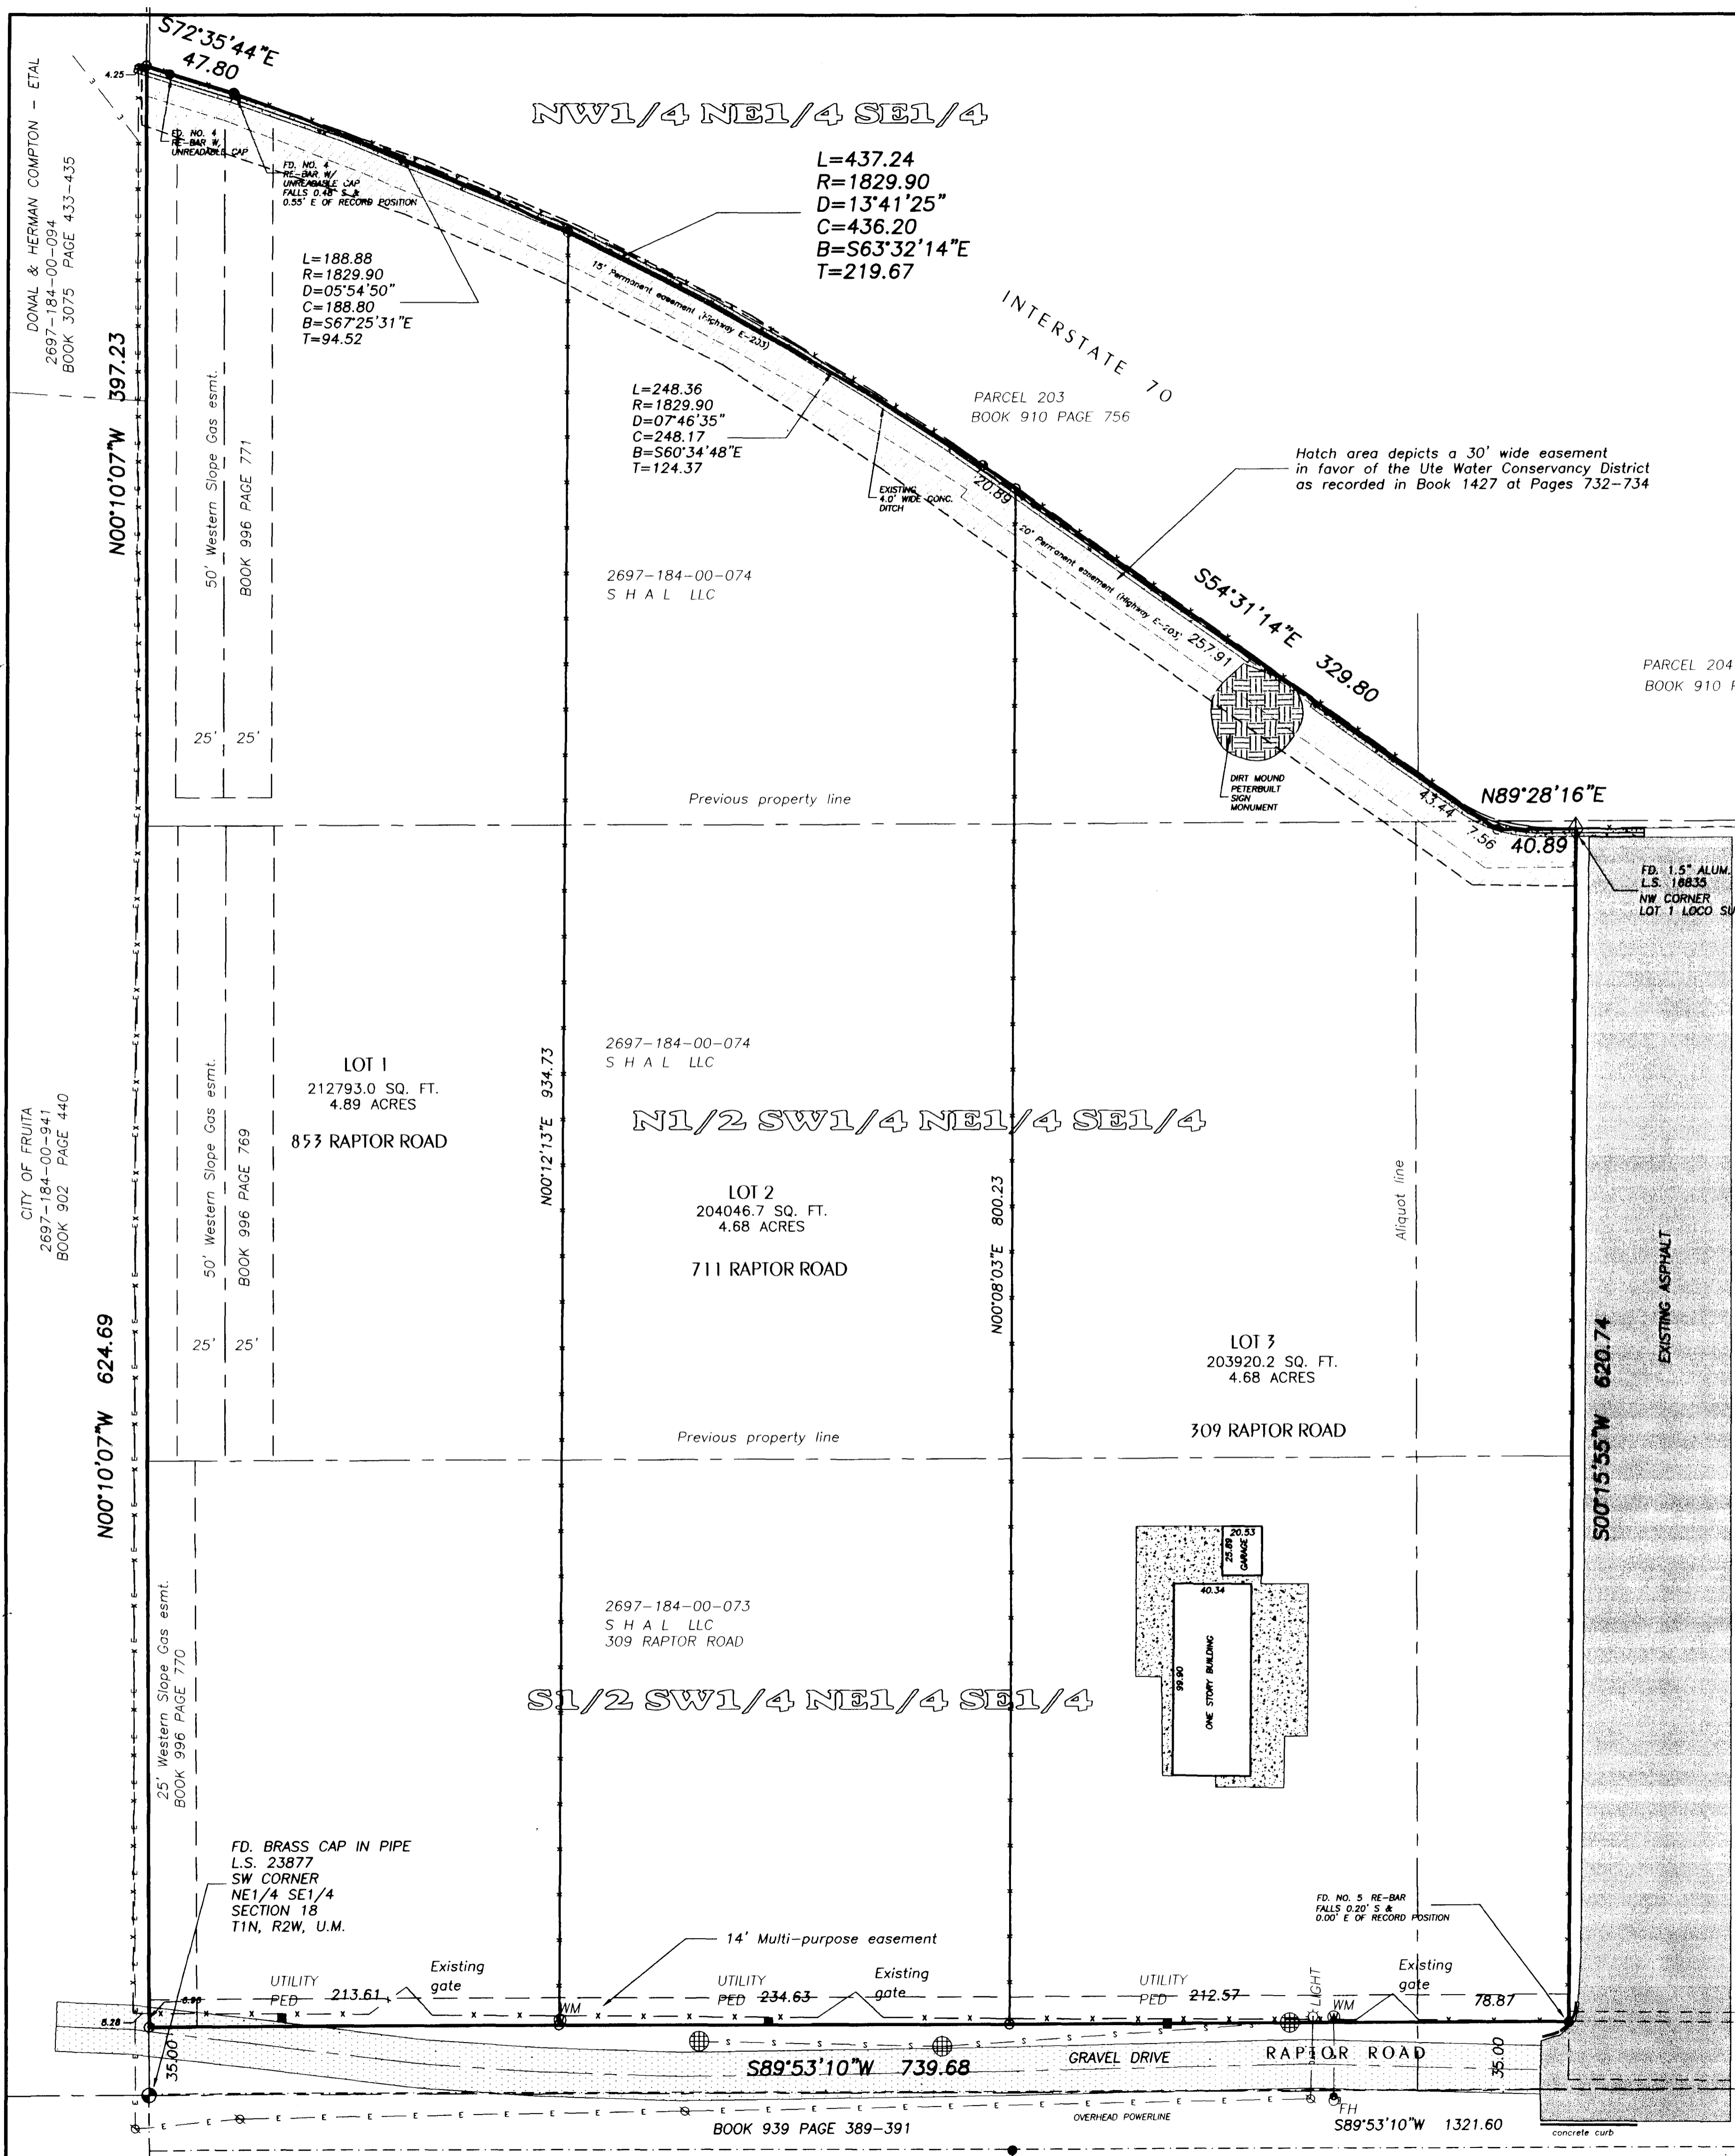 S72°35'44"E
47.80
4.25
DONAL & HERMAN COMPTON - ETAL
2697-184-00-094
BOOK 3075 PAGE 433-435
FD. NO. 4
RE-BAR W/
UNREADABLE CAP
FD. NO. 4
RE-BAR W/
UNREABABLE CAP
FALLS 0.48' S &
0.55' E OF RECORD POSITION
NW1/4 NE1/4 SE1/4
L=437.24
R=1829.90
D=13°41'25"
C=436.20
B=S63°32'14"E
T=219.67
L=188.88
R=1829.90
D=05°54'50"
C=188.80
B=S67°25'31"E
T=94.52
15' Permanent easement (Highway E-203)
INTERSTATE 70
N00°10'07"W 397.23
50' Western Slope Gas esmt.
BOOK 996 PAGE 771
25' 25'
L=248.36
R=1829.90
D=07°46'35"
C=248.17
B=S60°34'48"E
T=124.37
PARCEL 203
BOOK 910 PAGE 756
EXISTING
4.0' WIDE CONC.
DITCH
20.89
Hatch area depicts a 30' wide easement
in favor of the Ute Water Conservancy District
as recorded in Book 1427 at Pages 732-734
20' Permanent easement (Highway E-203)
257.91
S54°31'14"E 329.80
2697-184-00-074
S H A L LLC
PARCEL 204
BOOK 910 P
DIRT MOUND
PETERBUILT
SIGN
MONUMENT
Previous property line
43.44
7.56
N89°28'16"E
40.89
FD. 1.5" ALUM.
L.S. 16835
NW CORNER
LOT 1 LOCO SU
CITY OF FRUITA
2697-184-00-941
BOOK 902 PAGE 440
50' Western Slope Gas esmt.
BOOK 996 PAGE 769
25' 25'
LOT 1
212793.0 SQ. FT.
4.89 ACRES
853 RAPTOR ROAD
N00°12'13"E 934.73
2697-184-00-074
S H A L LLC
N1/2 SW1/4 NE1/4 SE1/4
LOT 2
204046.7 SQ. FT.
4.68 ACRES
711 RAPTOR ROAD
N00°08'03"E 800.23
Aliquot line
EXISTING ASPHALT
N00°10'07"W 624.69
LOT 3
203920.2 SQ. FT.
4.68 ACRES
309 RAPTOR ROAD
S00°15'55"W 620.74
Previous property line
20.53
25.89
GARAGE
40.34
99.90
ONE STORY BUILDING
25' Western Slope Gas esmt.
BOOK 996 PAGE 770
2697-184-00-073
S H A L LLC
309 RAPTOR ROAD
S1/2 SW1/4 NE1/4 SE1/4
FD. BRASS CAP IN PIPE
L.S. 23877
SW CORNER
NE1/4 SE1/4
SECTION 18
T1N, R2W, U.M.
FD. NO. 5 RE-BAR
FALLS 0.20' S &
0.00' E OF RECORD POSITION
14' Multi-purpose easement
UTILITY
PED
213.61
Existing
gate
WM
UTILITY
PED
234.63
Existing
gate
UTILITY
PED
212.57
LIGHT
WM
Existing
gate
78.87
35.00
S89°53'10"W 739.68
GRAVEL DRIVE
RAPTOR ROAD
35.00
OVERHEAD POWERLINE
FH
BOOK 939 PAGE 389-391
S89°53'10"W 1321.60
concrete curb